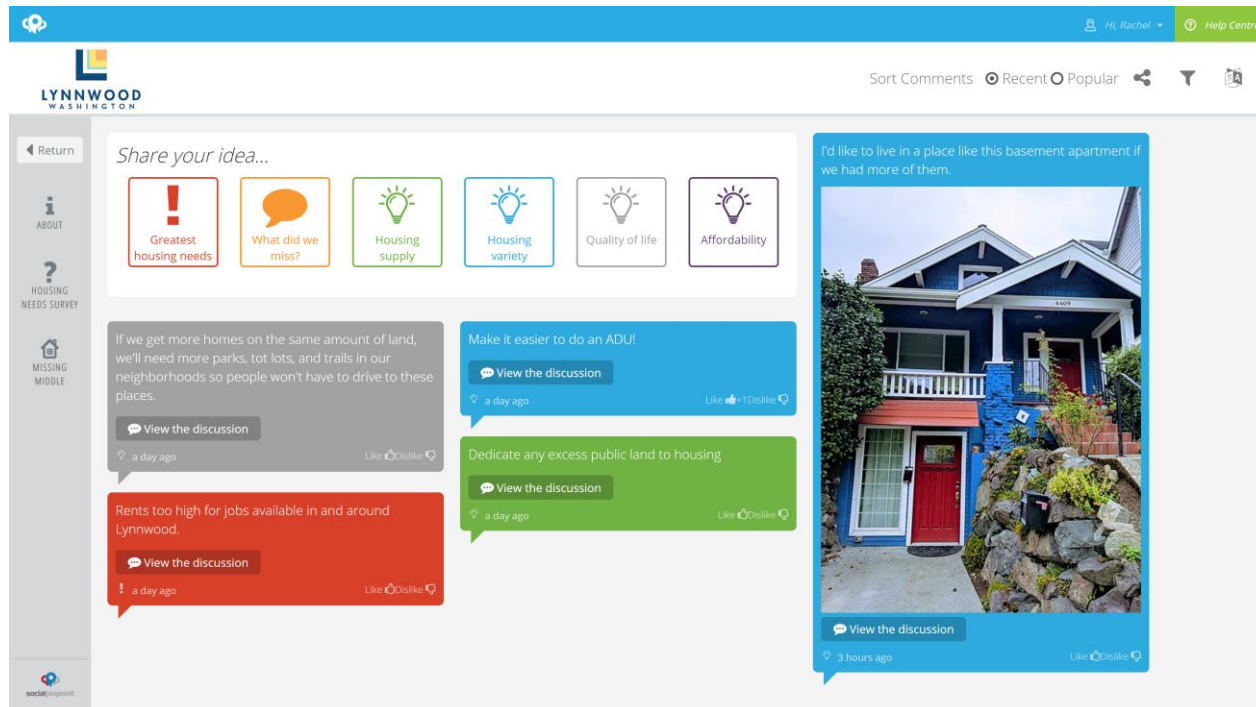 Hi, Rachel
Help Centre
LYNNWOOD
WASHINGTON
Sort Comments Recent Popular
Return
ABOUT
HOUSING
NEEDS SURVEY
MISSING
MIDDLE
socialpinpoint
Share your idea...
Greatest
housing needs
What did we
miss?
Housing
supply
Housing
variety
Quality of life
Affordability
If we get more homes on the same amount of land,
we'll need more parks, tot lots, and trails in our
neighborhoods so people won't have to drive to these
places.
View the discussion
a day ago Like Dislike
Rents too high for jobs available in and around
Lynnwood.
View the discussion
a day ago Like Dislike
Make it easier to do an ADU!
View the discussion
a day ago Like +1 Dislike
Dedicate any excess public land to housing
View the discussion
a day ago Like Dislike
I'd like to live in a place like this basement apartment if
we had more of them.
4409
View the discussion
3 hours ago Like Dislike